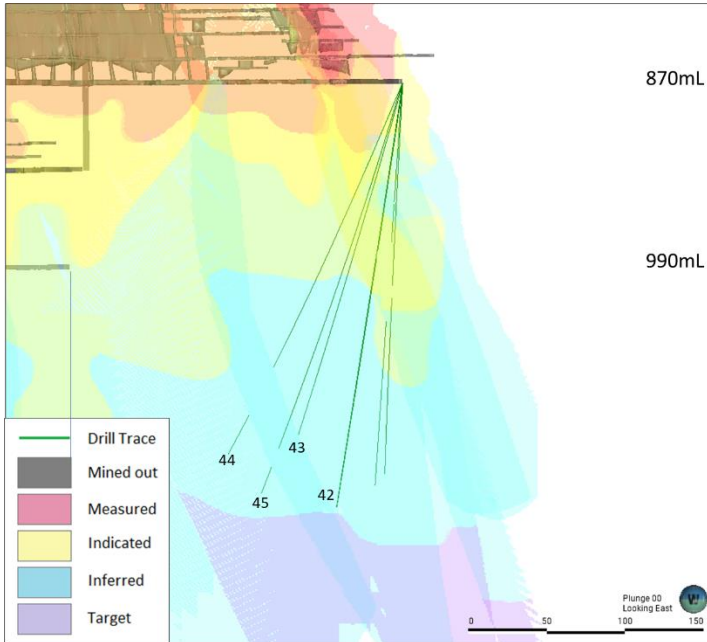 870mL
990mL
44
43
45
42
Drill Trace
Mined out
Measured
Indicated
Inferred
Target
Plunge 00
Looking East
0 50 100 150